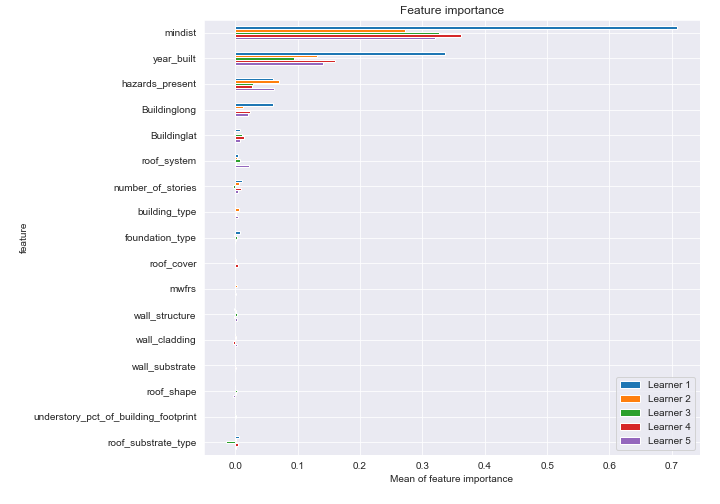 Feature importance
mindist
year_built
hazards_present
Buildinglong
Buildinglat
roof_system
number_of_stories
building_type
feature
foundation_type
roof_cover
mwfrs
wall_structure
wall_cladding
wall_substrate
roof_shape
understory_pct_of_building_footprint
roof_substrate_type
Learner 1
Learner 2
Learner 3
Learner 4
Learner 5
0.0 0.1 0.2 0.3 0.4 0.5 0.6 0.7
Mean of feature importance